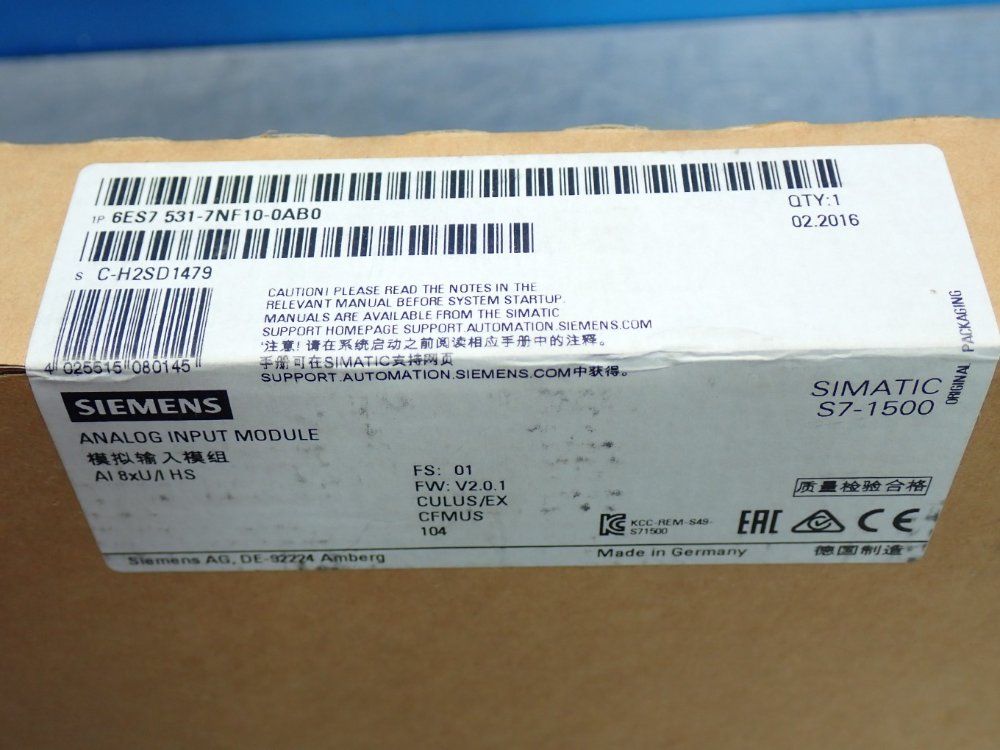 1P 6ES7 531-7NF10-0AB0
QTY:1
02.2016
S C-H2SD1479
CAUTION! PLEASE READ THE NOTES IN THE
RELEVANT MANUAL BEFORE SYSTEM STARTUP.
MANUALS ARE AVAILABLE FROM THE SIMATIC
SUPPORT HOMEPAGE SUPPORT.AUTOMATION.SIEMENS.COM
注意! 请在系统启动之前阅读相应手册中的注释。
手册可在SIMATIC支持网页
SUPPORT.AUTOMATION.SIEMENS.COM中获得。
4 025515 080145
ORIGINAL PACKAGING
SIEMENS
SIMATIC
S7-1500
ANALOG INPUT MODULE
模拟输入模组
AI 8xU/I HS
FS: 01
FW: V2.0.1
CULUS/EX
CFMUS
104
质量检验合格
KCC-REM-S49-
S71500
EAC
CE
Siemens AG, DE-92224 Amberg
Made in Germany
德国制造